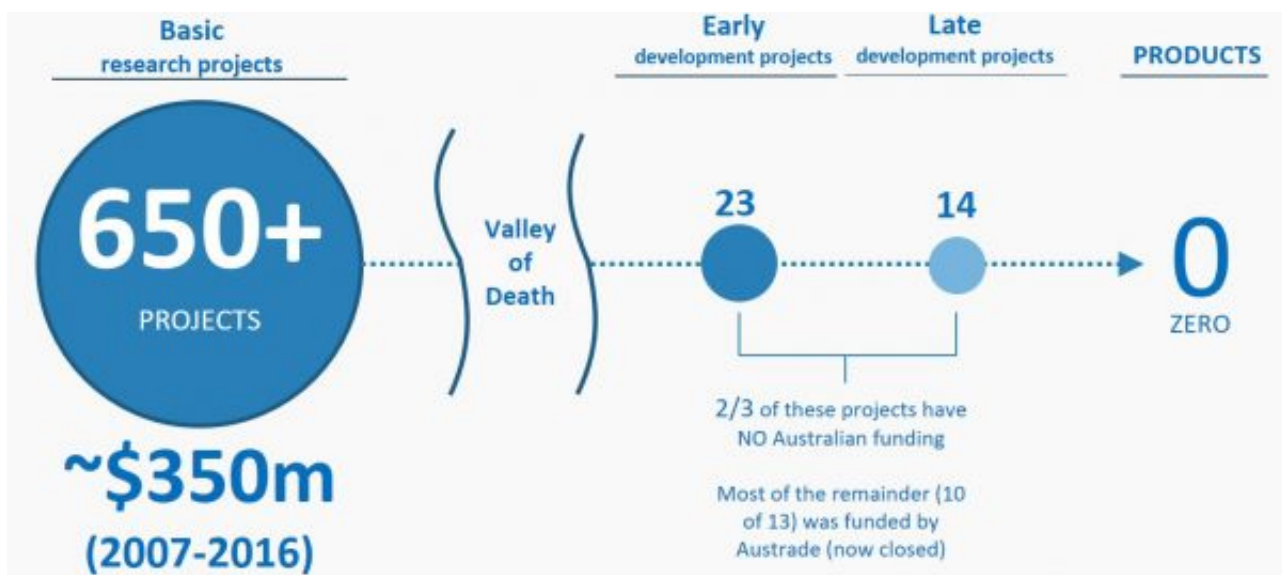 Basic
research projects
Early
development projects
Late
development projects
PRODUCTS
650+
PROJECTS
~$350m
(2007-2016)
Valley
of
Death
23
14
0
ZERO
2/3 of these projects have
NO Australian funding
Most of the remainder (10
of 13) was funded by
Austrade (now closed)